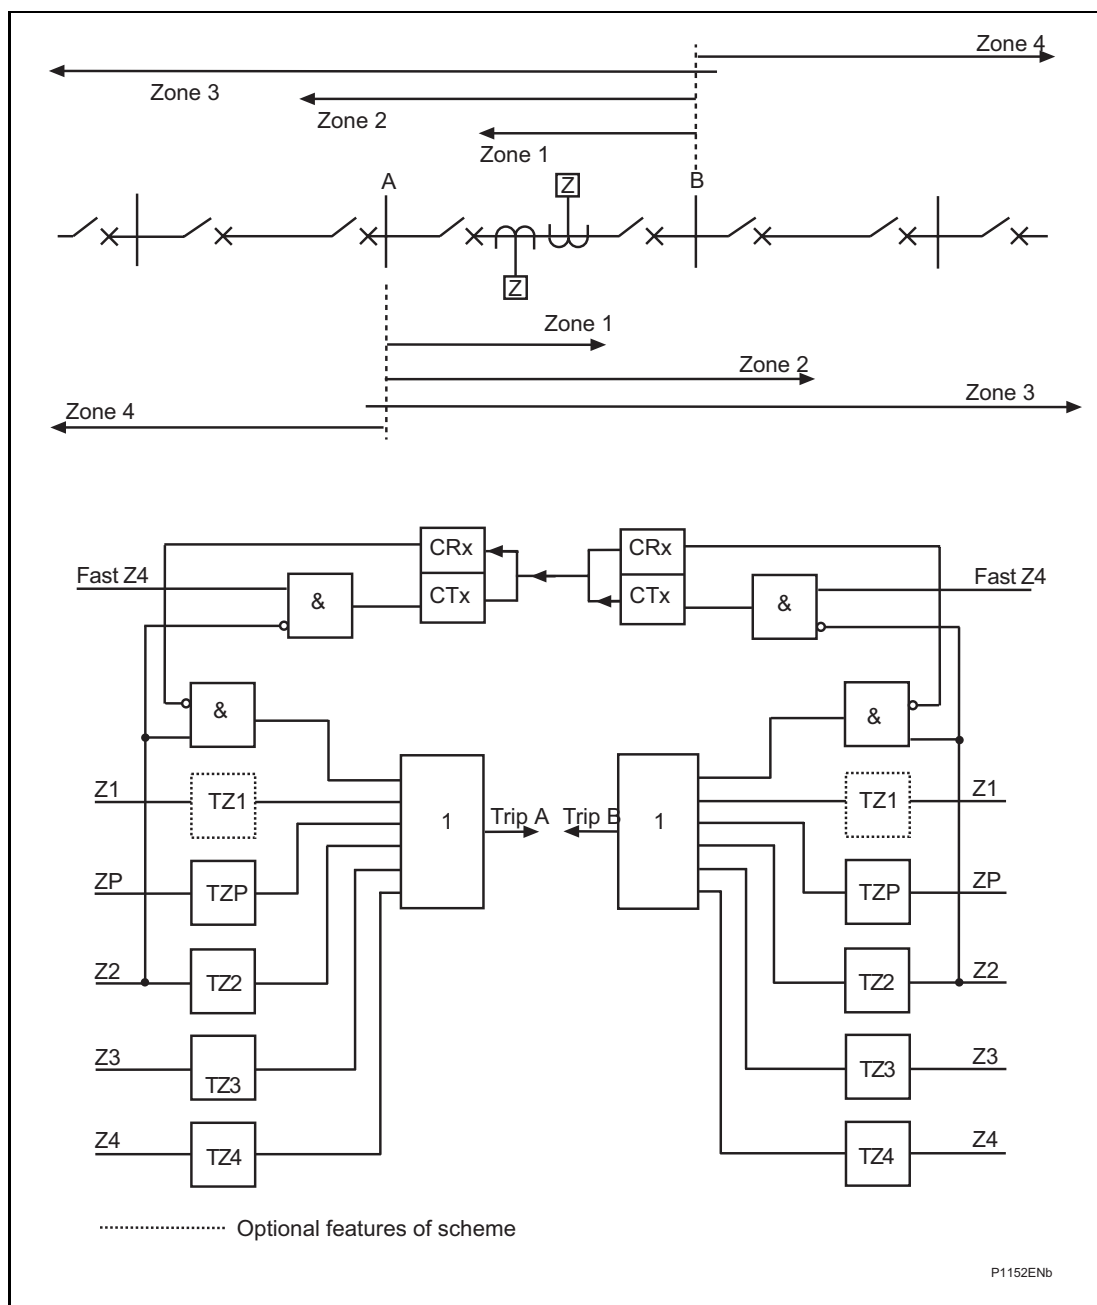 Zone 4
Zone 3
Zone 2
Zone 1
A
B
Z
Z
Zone 1
Zone 2
Zone 3
Zone 4
CRx
CRx
Fast Z4
Fast Z4
CTx
CTx
&
&
&
&
Z1
TZ1
TZ1
Z1
1
Trip A
Trip B
1
ZP
TZP
TZP
ZP
Z2
TZ2
TZ2
Z2
Z3
TZ3
TZ3
Z3
Z4
TZ4
TZ4
Z4
Optional features of scheme
P1152ENb